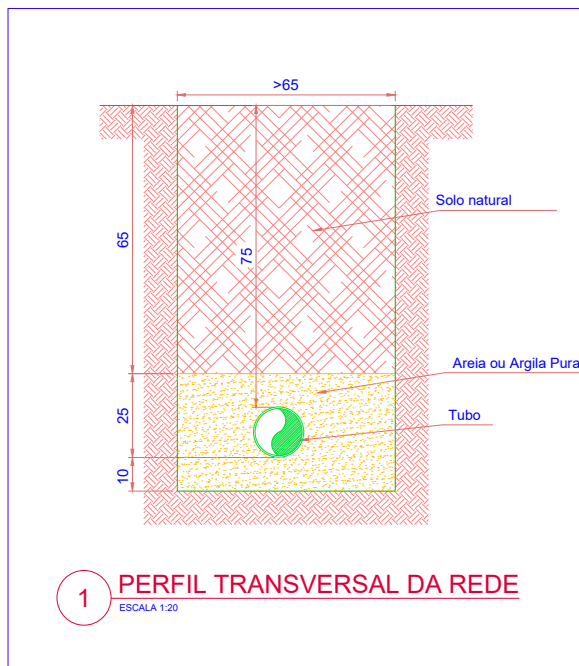 >65
65
75
Solo natural
Areia ou Argila Pura
25
Tubo
10
1
PERFIL TRANSVERSAL DA REDE
ESCALA 1:20